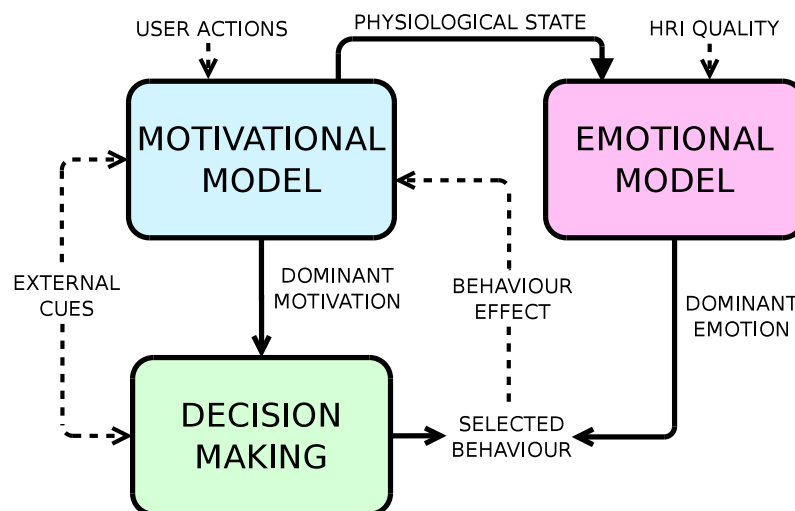 USER ACTIONS
PHYSIOLOGICAL STATE
HRI QUALITY
MOTIVATIONAL
MODEL
EMOTIONAL
MODEL
EXTERNAL
CUES
DOMINANT
MOTIVATION
BEHAVIOUR
EFFECT
DOMINANT
EMOTION
DECISION
MAKING
SELECTED
BEHAVIOUR